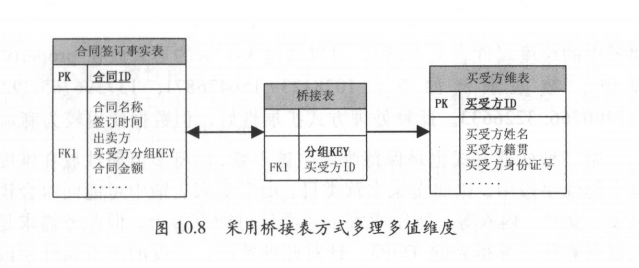 合同签订事实表
PK 合同ID
合同名称
签订时间
出卖方
FK1 买受方分组KEY
合同金额
......
桥接表
分组KEY
FK1 买受方ID
买受方维表
PK 买受方ID
买受方姓名
买受方籍贯
买受方身份证号
......
图 10.8 采用桥接表方式多理多值维度